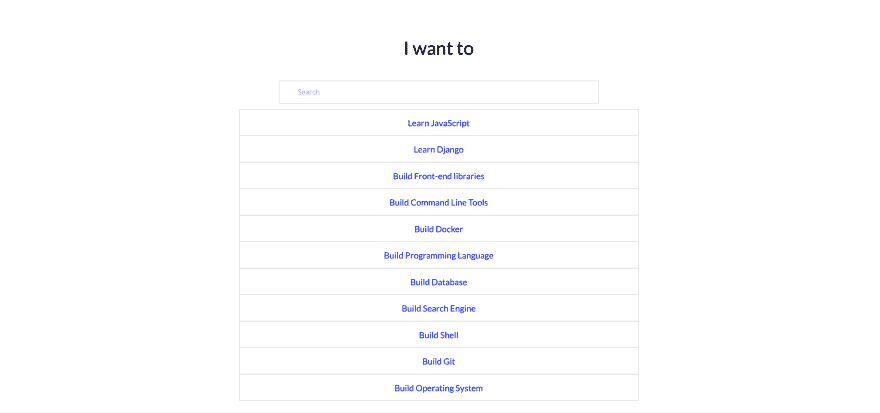 I want to
Search
Learn JavaScript
Learn Django
Build Front-end libraries
Build Command Line Tools
Build Docker
Build Programming Language
Build Database
Build Search Engine
Build Shell
Build Git
Build Operating System